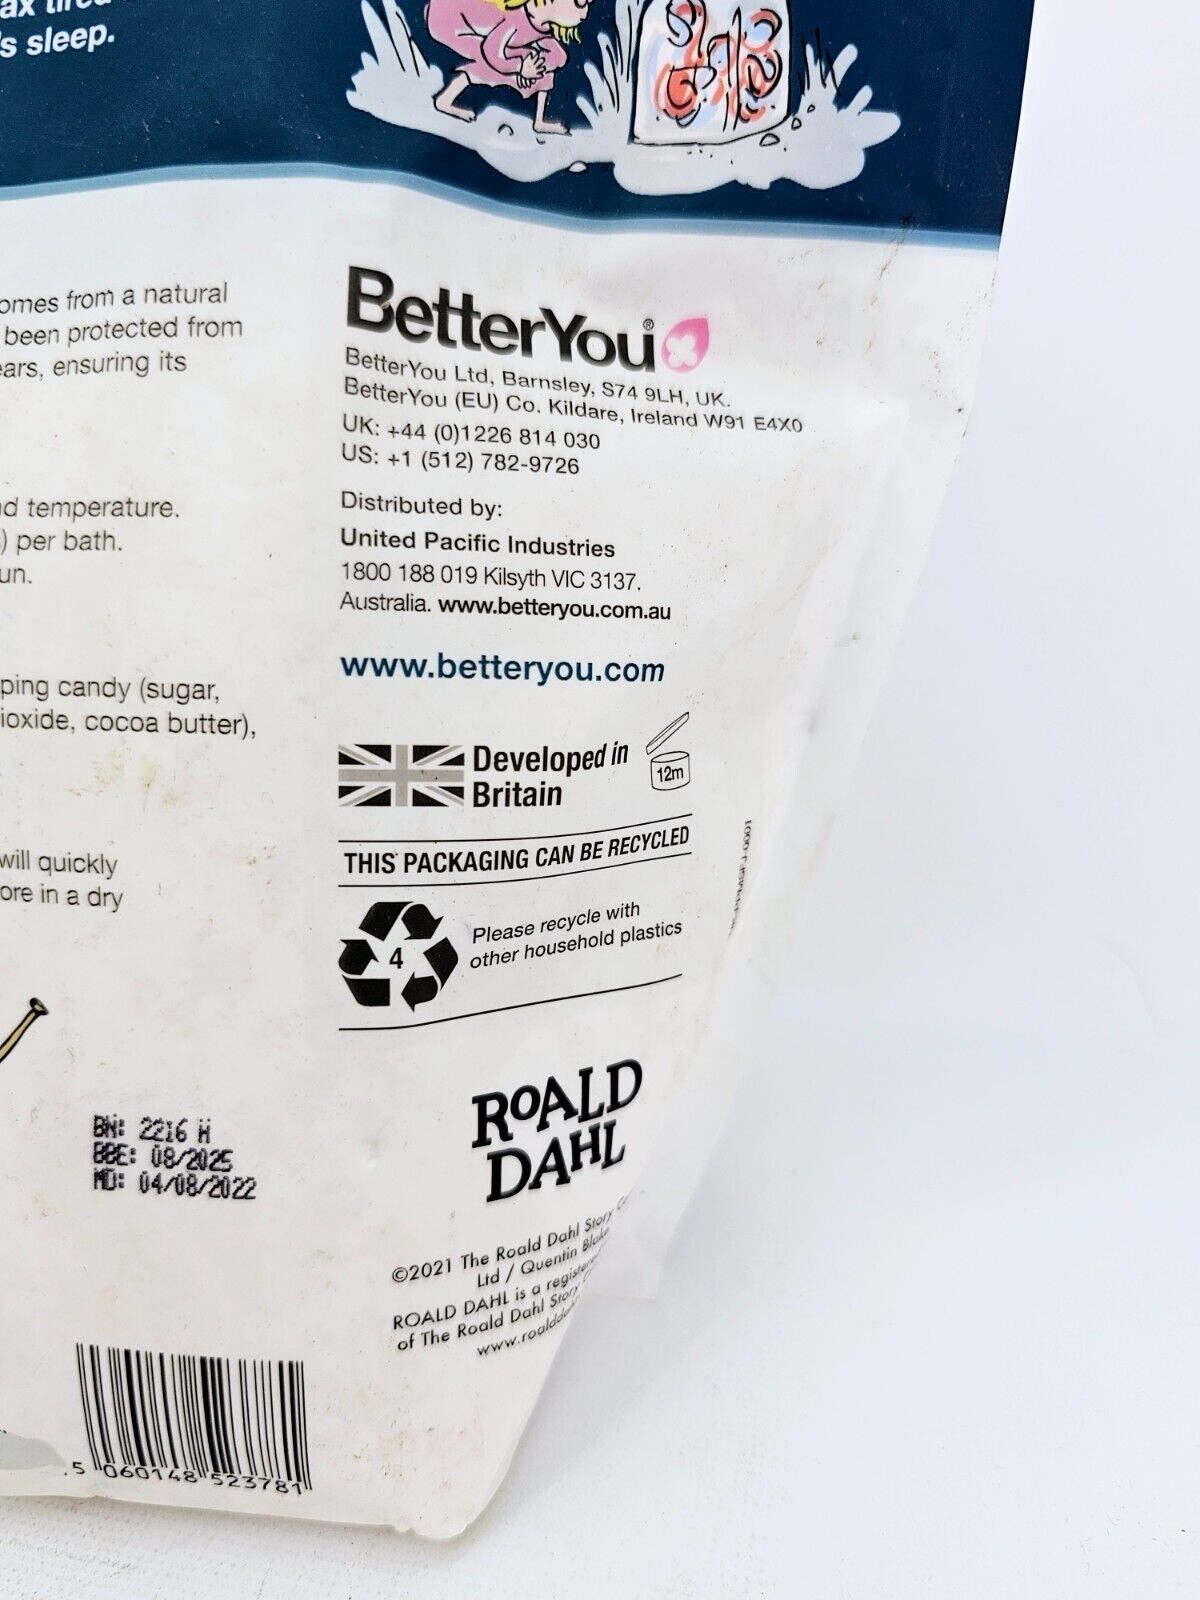 ax tired
's sleep.
omes from a natural
been protected from
ears, ensuring its
d temperature.
) per bath.
un.
ping candy (sugar,
ioxide, cocoa butter),
will quickly
ore in a dry
BetterYou®
BetterYou Ltd, Barnsley, S74 9LH, UK.
BetterYou (EU) Co. Kildare, Ireland W91 E4X0
UK: +44 (0)1226 814 030
US: +1 (512) 782-9726
Distributed by:
United Pacific Industries
1800 188 019 Kilsyth VIC 3137.
Australia. www.betteryou.com.au
www.betteryou.com
Developed in
Britain
12m
THIS PACKAGING CAN BE RECYCLED
4
Please recycle with
other household plastics
BN: 2216 H
BBE: 08/2025
MD: 04/08/2022
ROALD
DAHL
©2021 The Roald Dahl Story
Ltd / Quentin Blake
ROALD DAHL is a registere
of The Roald Dahl Story
www.roaldda
5 060148 523781